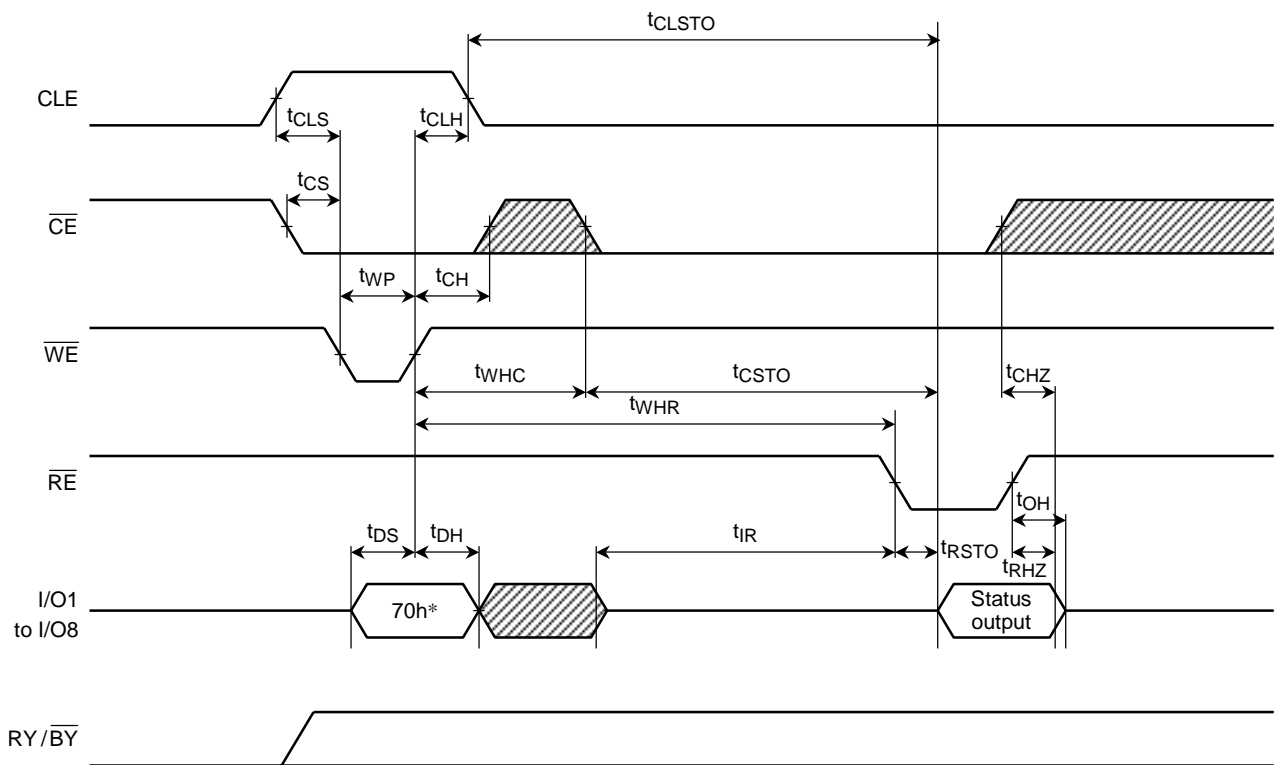 tCLSTO
CLE
tCLS
tCLH
tCS
CE
tWP
tCH
WE
tWHC
tCSTO
tCHZ
tWHR
RE
tOH
tDS
tDH
tIR
tRSTO
tRHZ
I/O1
to I/O8
70h*
Status
output
RY/BY